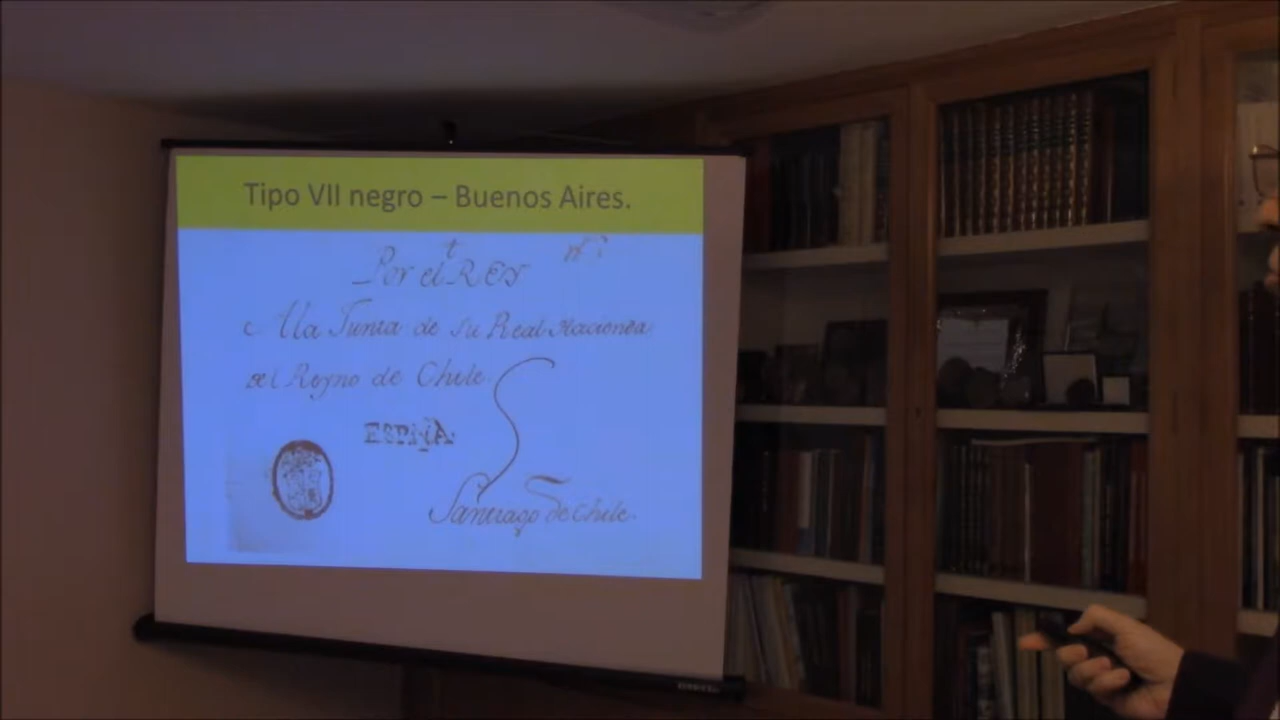 Tipo VII negro – Buenos Aires.
Por el REY
A la Junta de su Real Hacienda
del Reyno de Chile
ESPÑA
Santiago de Chile.